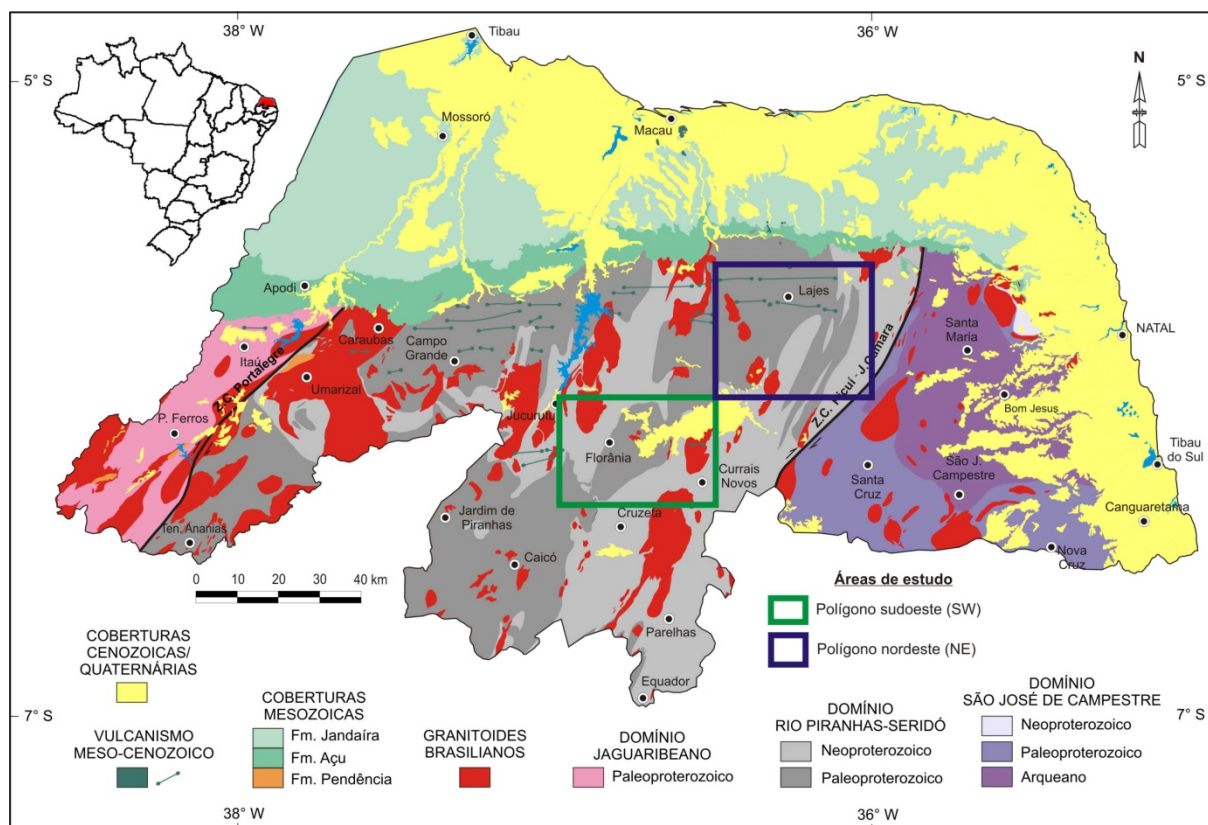 38° W
36° W
5° S
5° S
N
Tibau
Mossoró
Macau
Apodi
Lajes
Santa
Maria
NATAL
Itaú
Caraubas
Campo
Grande
Z.C. Portalegre
Umarizal
Z.C. Picuí - J.Câmara
Bom Jesus
P. Ferros
Jucurutu
Florânia
Currais
Novos
Santa
Cruz
São J.
Campestre
Tibau
do Sul
Canguaretama
Jardim de
Piranhas
Cruzeta
Ten. Ananias
Caicó
Nova
Cruz
0 10 20 30 40 km
Parelhas
Equador
Áreas de estudo
Polígono sudoeste (SW)
Polígono nordeste (NE)
COBERTURAS
CENOZOICAS/
QUATERNÁRIAS
VULCANISMO
MESO-CENOZOICO
COBERTURAS
MESOZOICAS
Fm. Jandaíra
Fm. Açu
Fm. Pendência
GRANITOIDES
BRASILIANOS
DOMÍNIO
JAGUARIBEANO
Paleoproterozoico
DOMÍNIO
RIO PIRANHAS-SERIDÓ
Neoproterozoico
Paleoproterozoico
DOMÍNIO
SÃO JOSÉ DE CAMPESTRE
Neoproterozoico
Paleoproterozoico
Arqueano
7° S
7° S
38° W
36° W